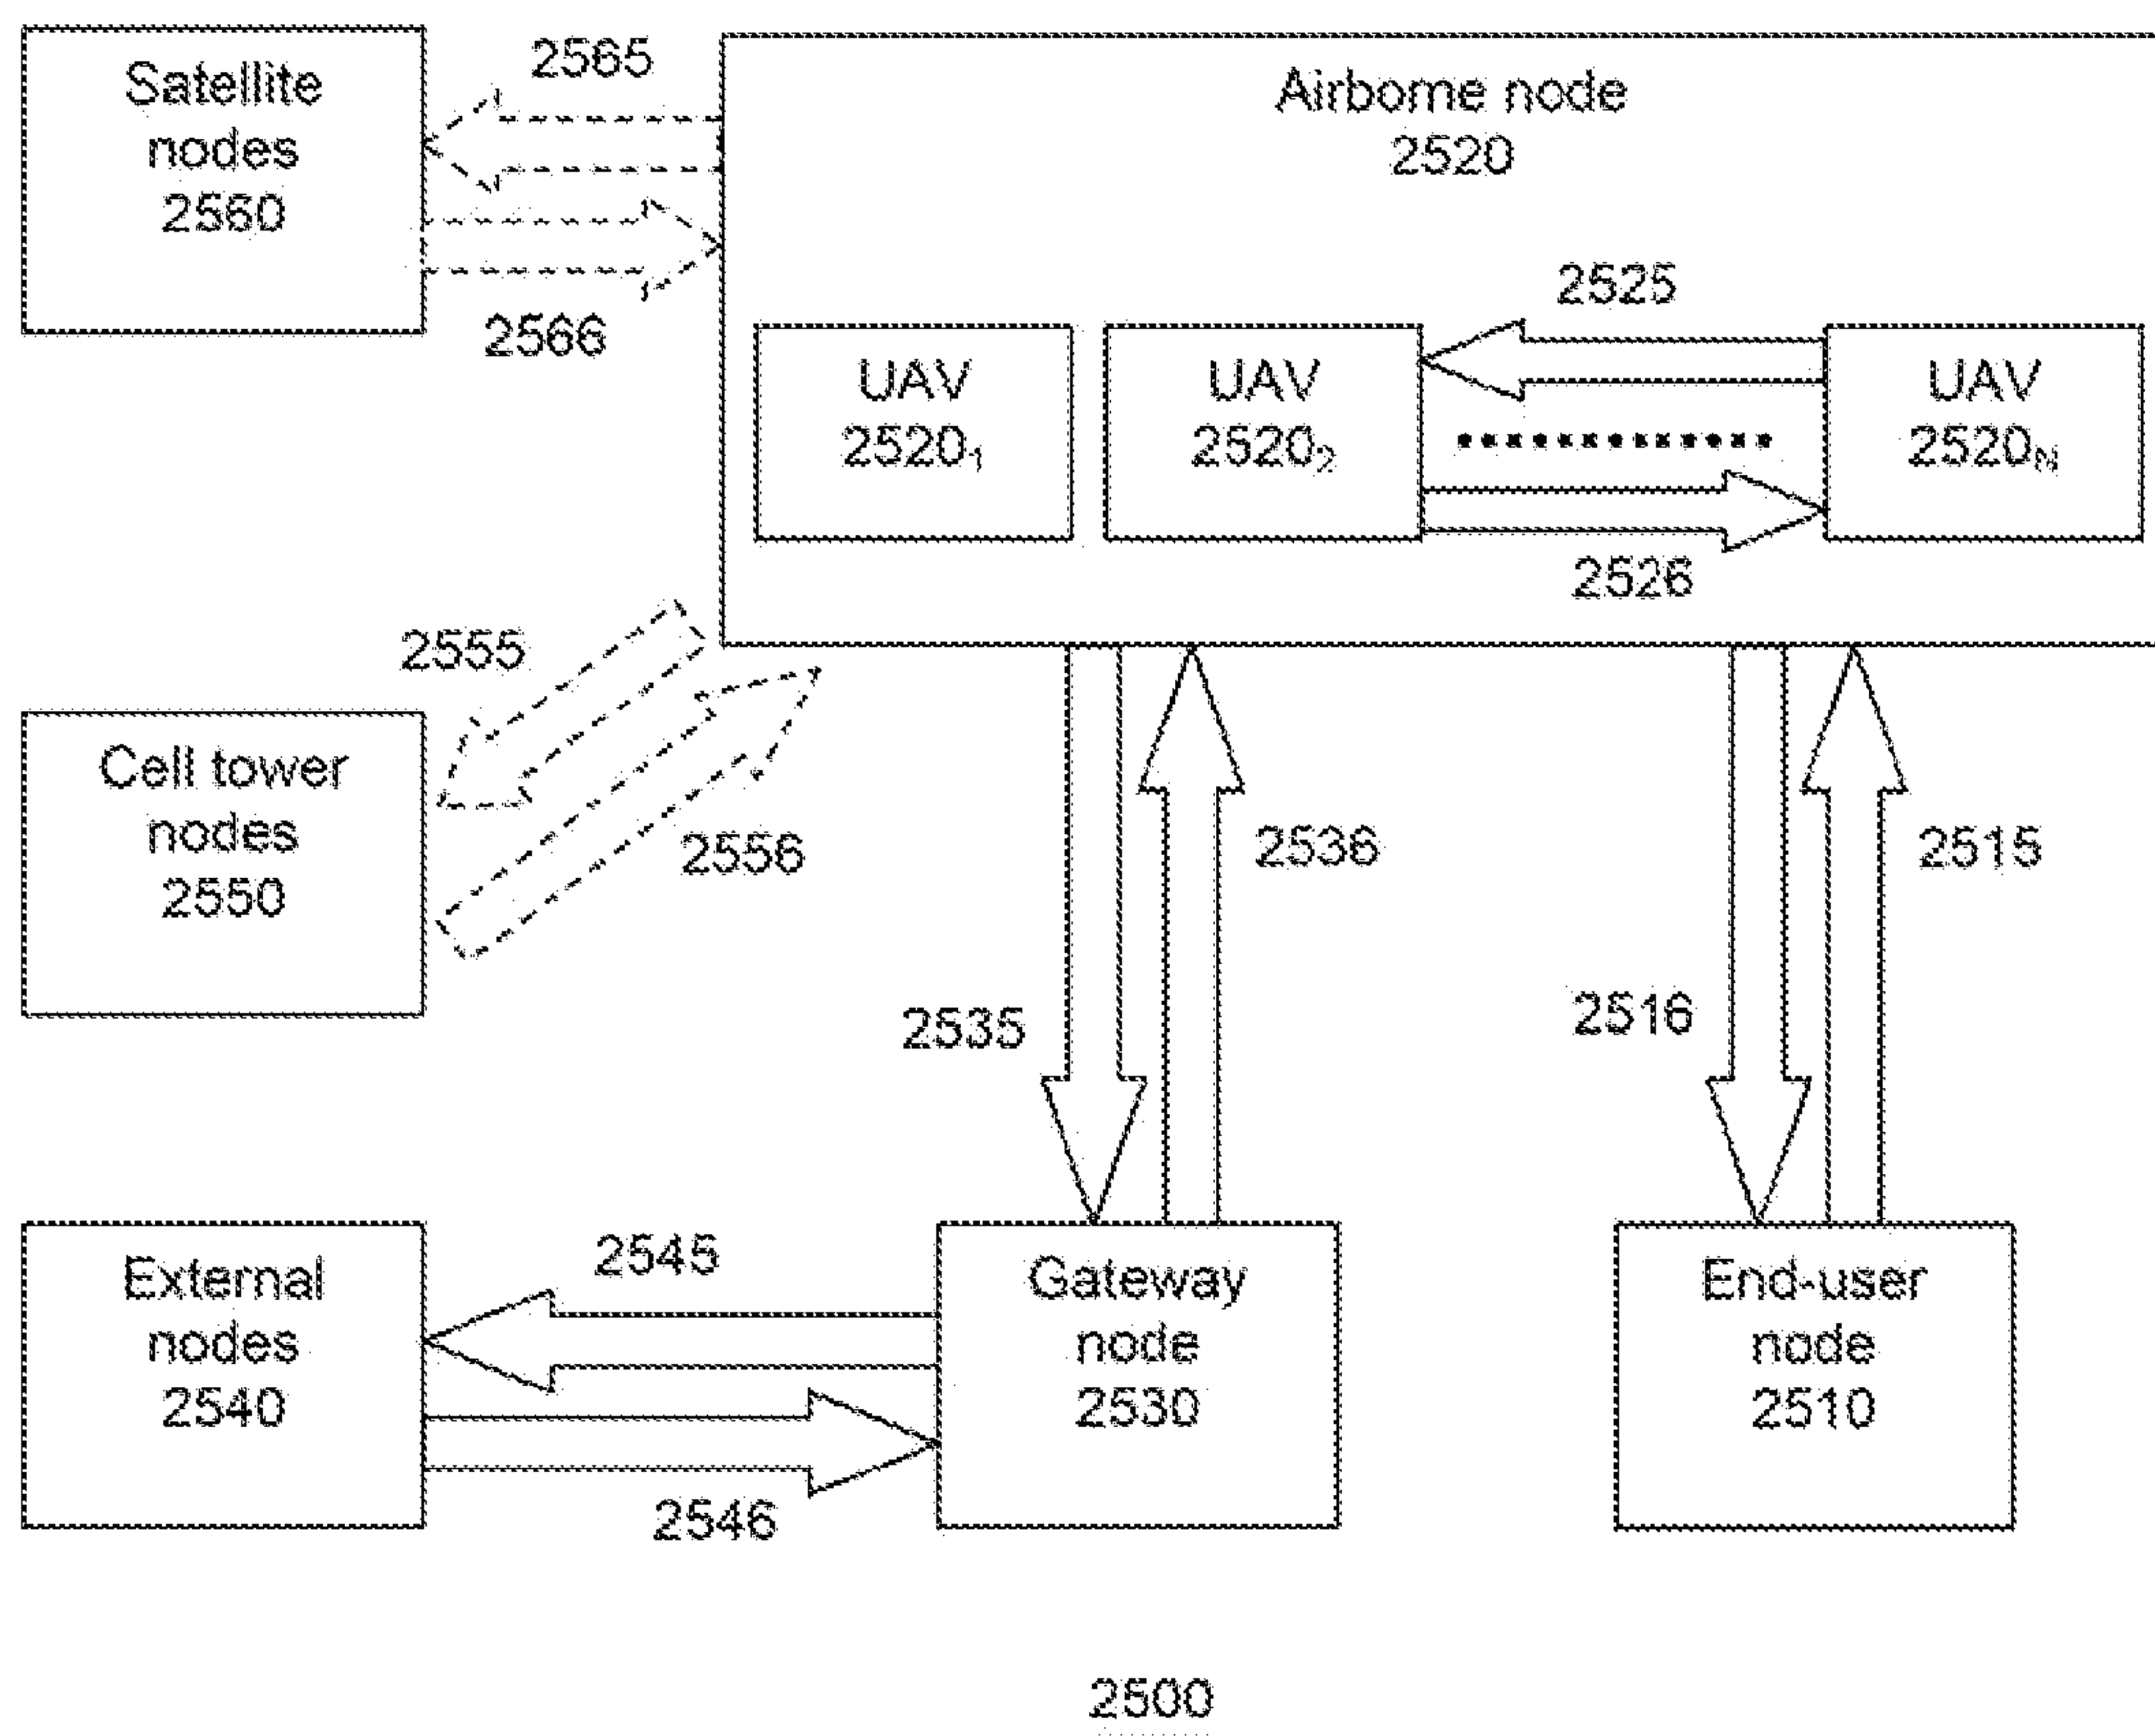 2565
Satellite
nodes
2560
2566
Airborne node
2520
2525
UAV
2520₁
UAV
2520₂
UAV
2520N
2526
2555
Cell tower
nodes
2550
2556
2536
2515
2535
2516
External
nodes
2540
2545
2546
Gateway
node
2530
End-user
node
2510
2500